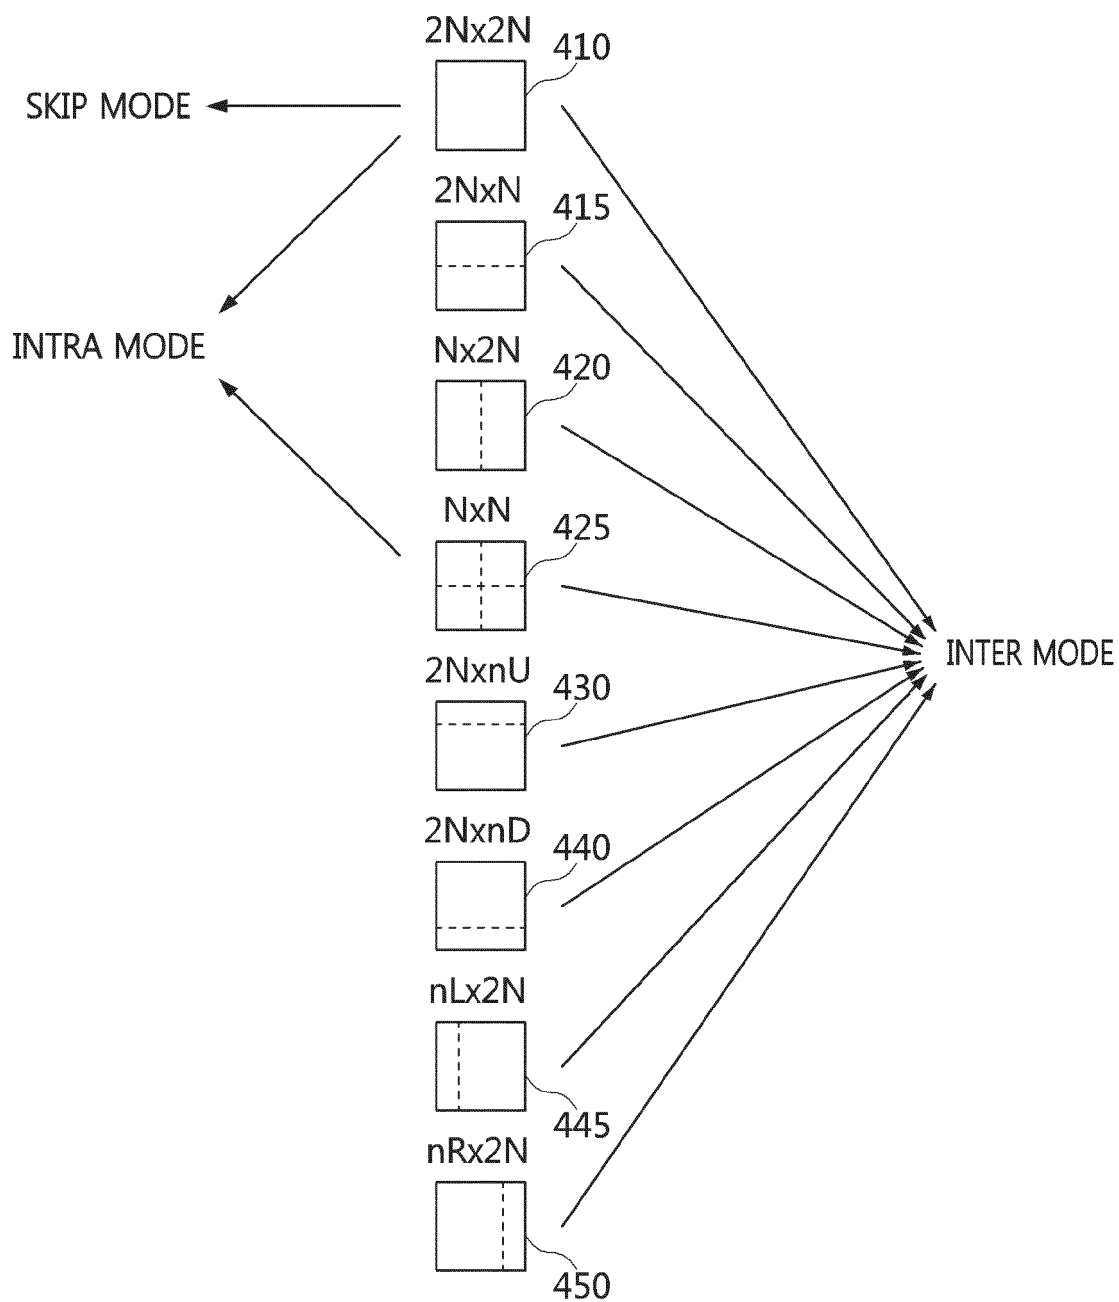 2Nx2N
410
SKIP MODE
2NxN
415
INTRA MODE
Nx2N
420
NxN
425
INTER MODE
2NxnU
430
2NxnD
440
nLx2N
445
nRx2N
450